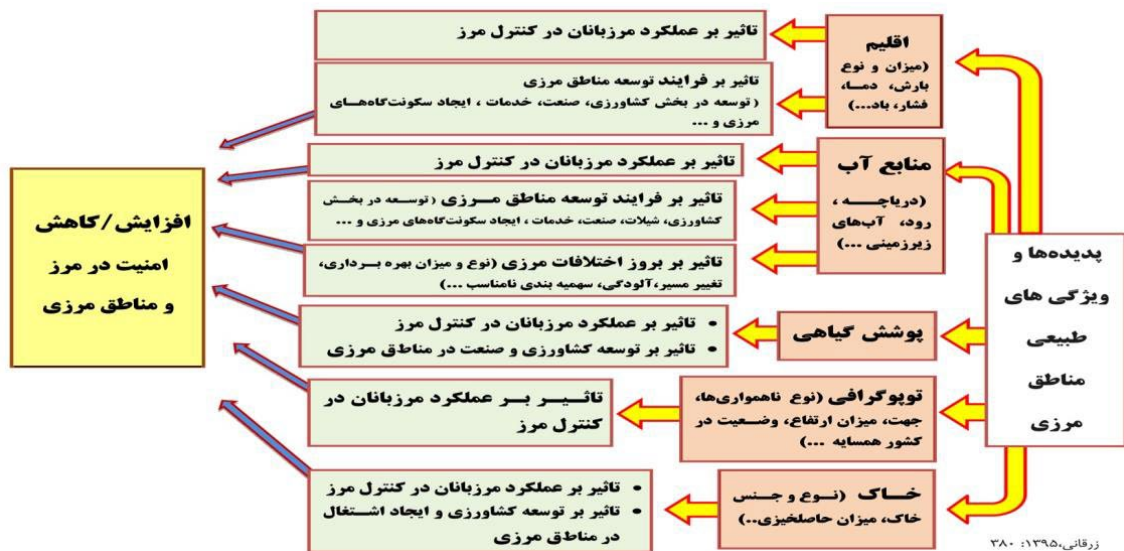 پدیده‌ها و
ویژگی های
طبیعی
مناطق
مرزی
اقلیم
(میزان و نوع
بارش، دما،
فشار، باد...)
تاثیر بر عملکرد مرزبانان در کنترل مرز
تاثیر بر فرایند توسعه مناطق مرزی
(توسعه در بخش کشاورزی، صنعت، خدمات ، ایجاد سکونت‌گاه‌های
مرزی و ...
منابع آب
(دریاچه ،
رود، آب‌های
زیرزمینی ...)
تاثیر بر عملکرد مرزبانان در کنترل مرز
تاثیر بر فرایند توسعه مناطق مرزی (توسعه در بخش
کشاورزی، شیلات، صنعت، خدمات ، ایجاد سکونت‌گاه‌های مرزی و ...
تاثیر بر بروز اختلافات مرزی (نوع و میزان بهره برداری،
تغییر مسیر،آلودگی، سهمیه بندی نامناسب ...)
پوشش گیاهی
• تاثیر بر عملکرد مرزبانان در کنترل مرز
• تاثیر بر توسعه کشاورزی و صنعت در مناطق مرزی
توپوگرافی (نوع ناهمواری‌ها،
جهت، میزان ارتفاع، وضعیت در
کشور همسایه ...)
تاثیر بر عملکرد مرزبانان در
کنترل مرز
خاک (نوع و جنس
خاک، میزان حاصلخیزی..)
• تاثیر بر عملکرد مرزبانان در کنترل مرز
• تاثیر بر توسعه کشاورزی و ایجاد اشتغال
در مناطق مرزی
افزایش/کاهش
امنیت در مرز
و مناطق مرزی
زرقانی،۱۳۹۵: ۳۸۰